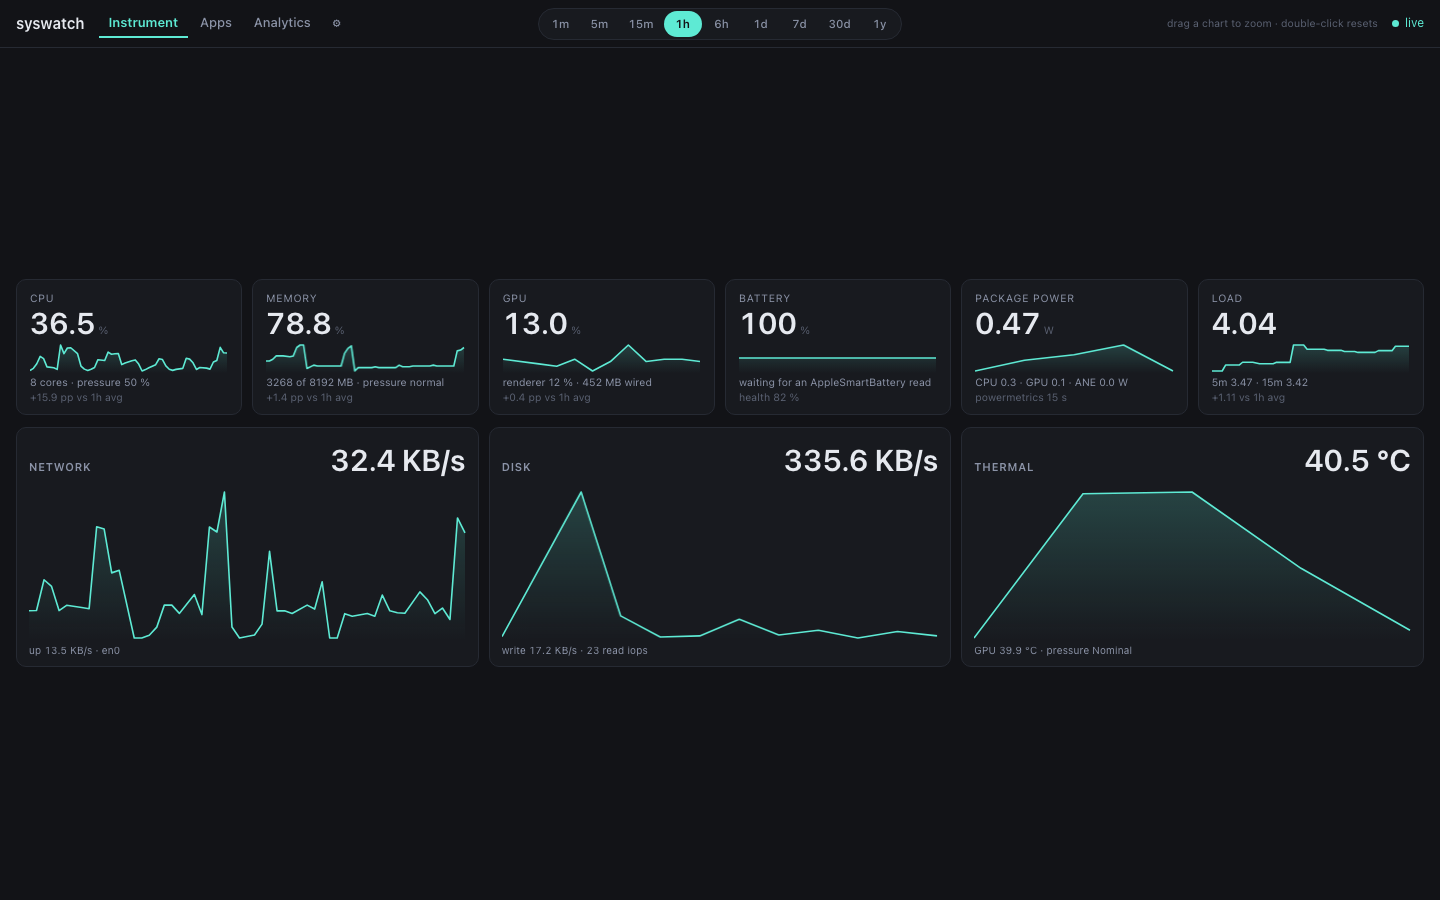 syswatch Instrument Apps Analytics ⚙ 1m 5m 15m 1h 6h 1d 7d 30d 1y drag a chart to zoom · double-click resets live
CPU
36.5 %
8 cores · pressure 50 %
+15.9 pp vs 1h avg
MEMORY
78.8 %
3268 of 8192 MB · pressure normal
+1.4 pp vs 1h avg
GPU
13.0 %
renderer 12 % · 452 MB wired
+0.4 pp vs 1h avg
BATTERY
100 %
waiting for an AppleSmartBattery read
health 82 %
PACKAGE POWER
0.47 W
CPU 0.3 · GPU 0.1 · ANE 0.0 W
powermetrics 15 s
LOAD
4.04
5m 3.47 · 15m 3.42
+1.11 vs 1h avg
NETWORK 32.4 KB/s
up 13.5 KB/s · en0
DISK 335.6 KB/s
write 17.2 KB/s · 23 read iops
THERMAL 40.5 °C
GPU 39.9 °C · pressure Nominal